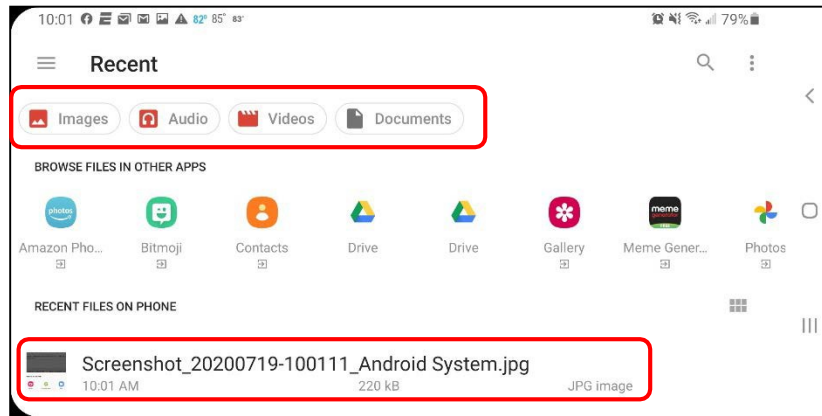 10:01 82° 85° 83° 79%
Recent
Images Audio Videos Documents
BROWSE FILES IN OTHER APPS
photos meme generator
Amazon Pho... Bitmoji Contacts Drive Drive Gallery Meme Gener... Photos
RECENT FILES ON PHONE
Screenshot_20200719-100111_Android System.jpg
10:01 AM 220 kB JPG image